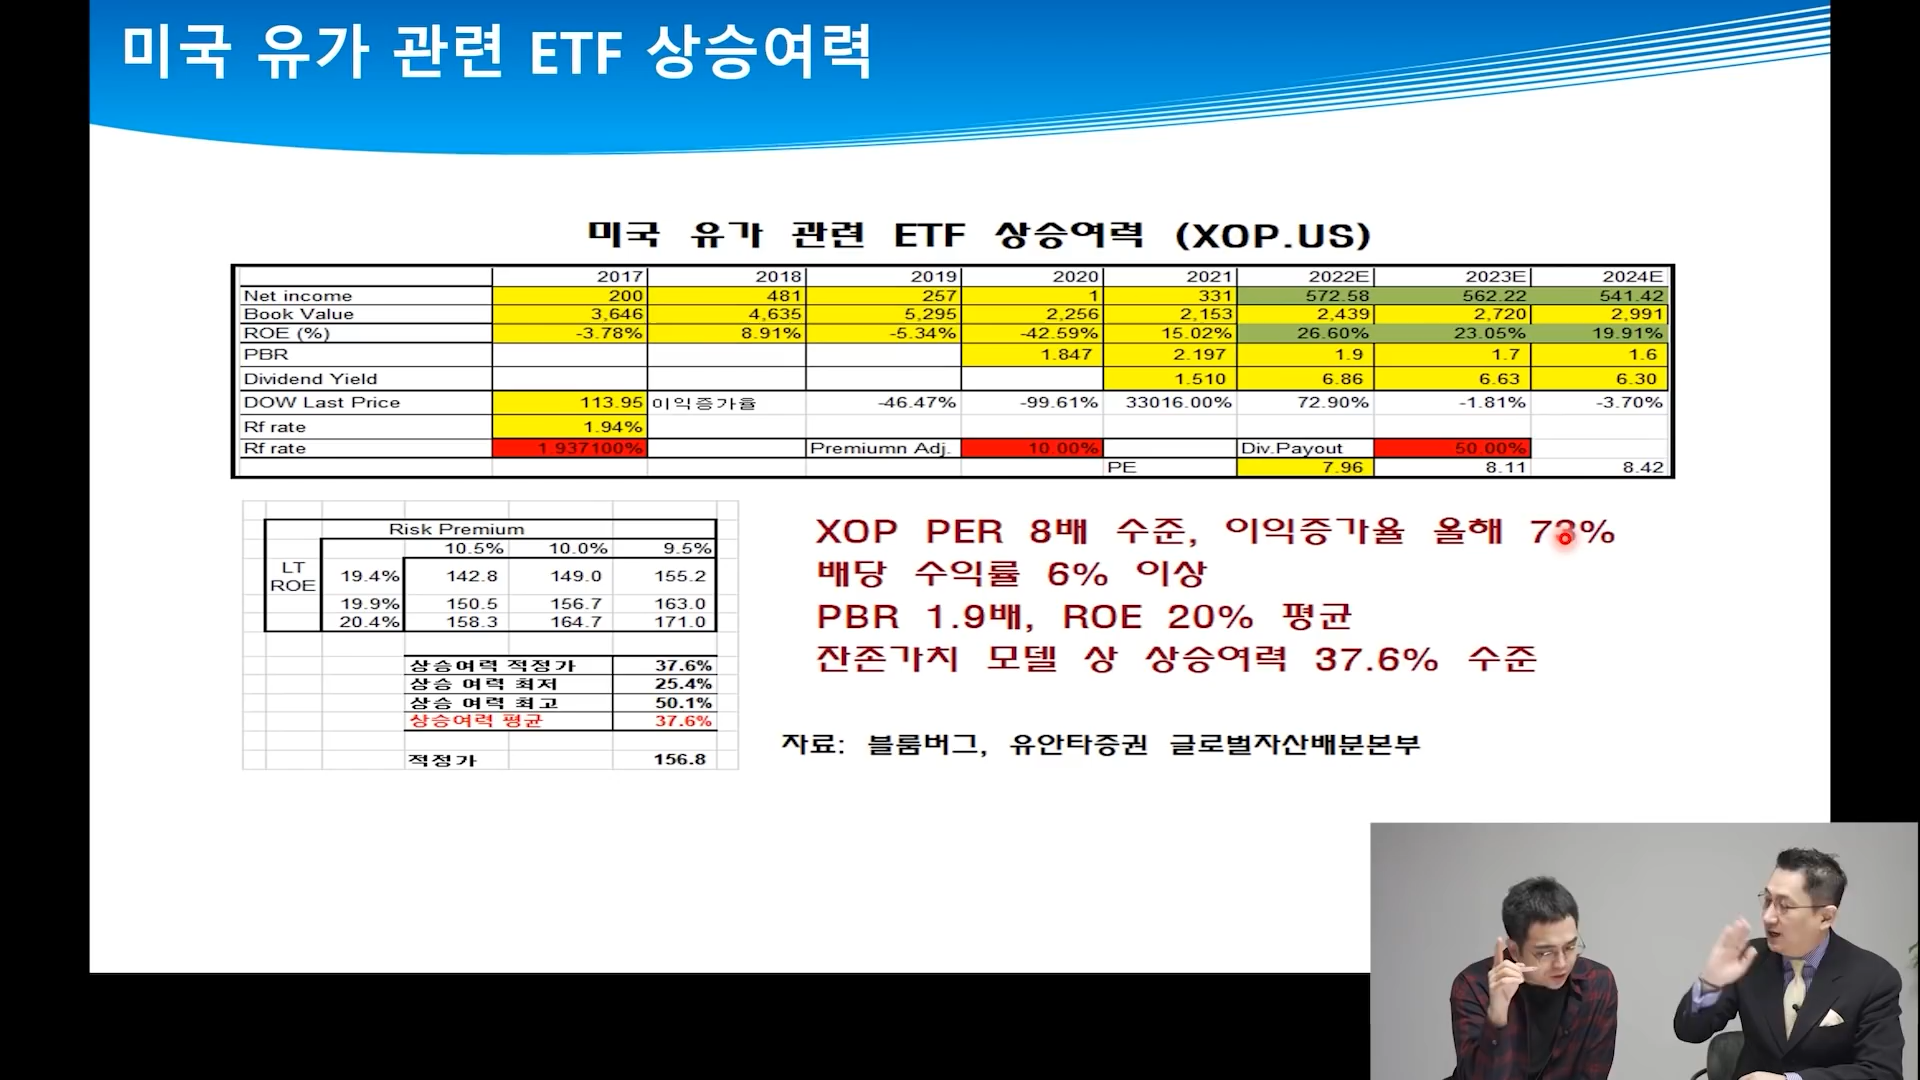 미국 유가 관련 ETF 상승여력
미국 유가 관련 ETF 상승여력 (XOP.US)
2017 2018 2019 2020 2021 2022E 2023E 2024E
Net income 200 481 257 1 331 572.58 562.22 541.42
Book Value 3,646 4,635 5,295 2,256 2,153 2,439 2,720 2,991
ROE (%) -3.78% 8.91% -5.34% -42.59% 15.02% 26.60% 23.05% 19.91%
PBR 1.847 2.197 1.9 1.7 1.6
Dividend Yield 1.510 6.86 6.63 6.30
DOW Last Price 113.95 이익증가율 -46.47% -99.61% 33016.00% 72.90% -1.81% -3.70%
Rf rate 1.94%
Rf rate 1.937100% Premiumn Adj. 10.00% Div.Payout 50.00%
PE 7.96 8.11 8.42
Risk Premium
10.5% 10.0% 9.5%
LT ROE
19.4% 142.8 149.0 155.2
19.9% 150.5 156.7 163.0
20.4% 158.3 164.7 171.0
상승여력 적정가 37.6%
상승 여력 최저 25.4%
상승 여력 최고 50.1%
상승여력 평균 37.6%
적정가 156.8
XOP PER 8배 수준, 이익증가율 올해 73%
배당 수익률 6% 이상
PBR 1.9배, ROE 20% 평균
잔존가치 모델 상 상승여력 37.6% 수준
자료: 블룸버그, 유안타증권 글로벌자산배분본부